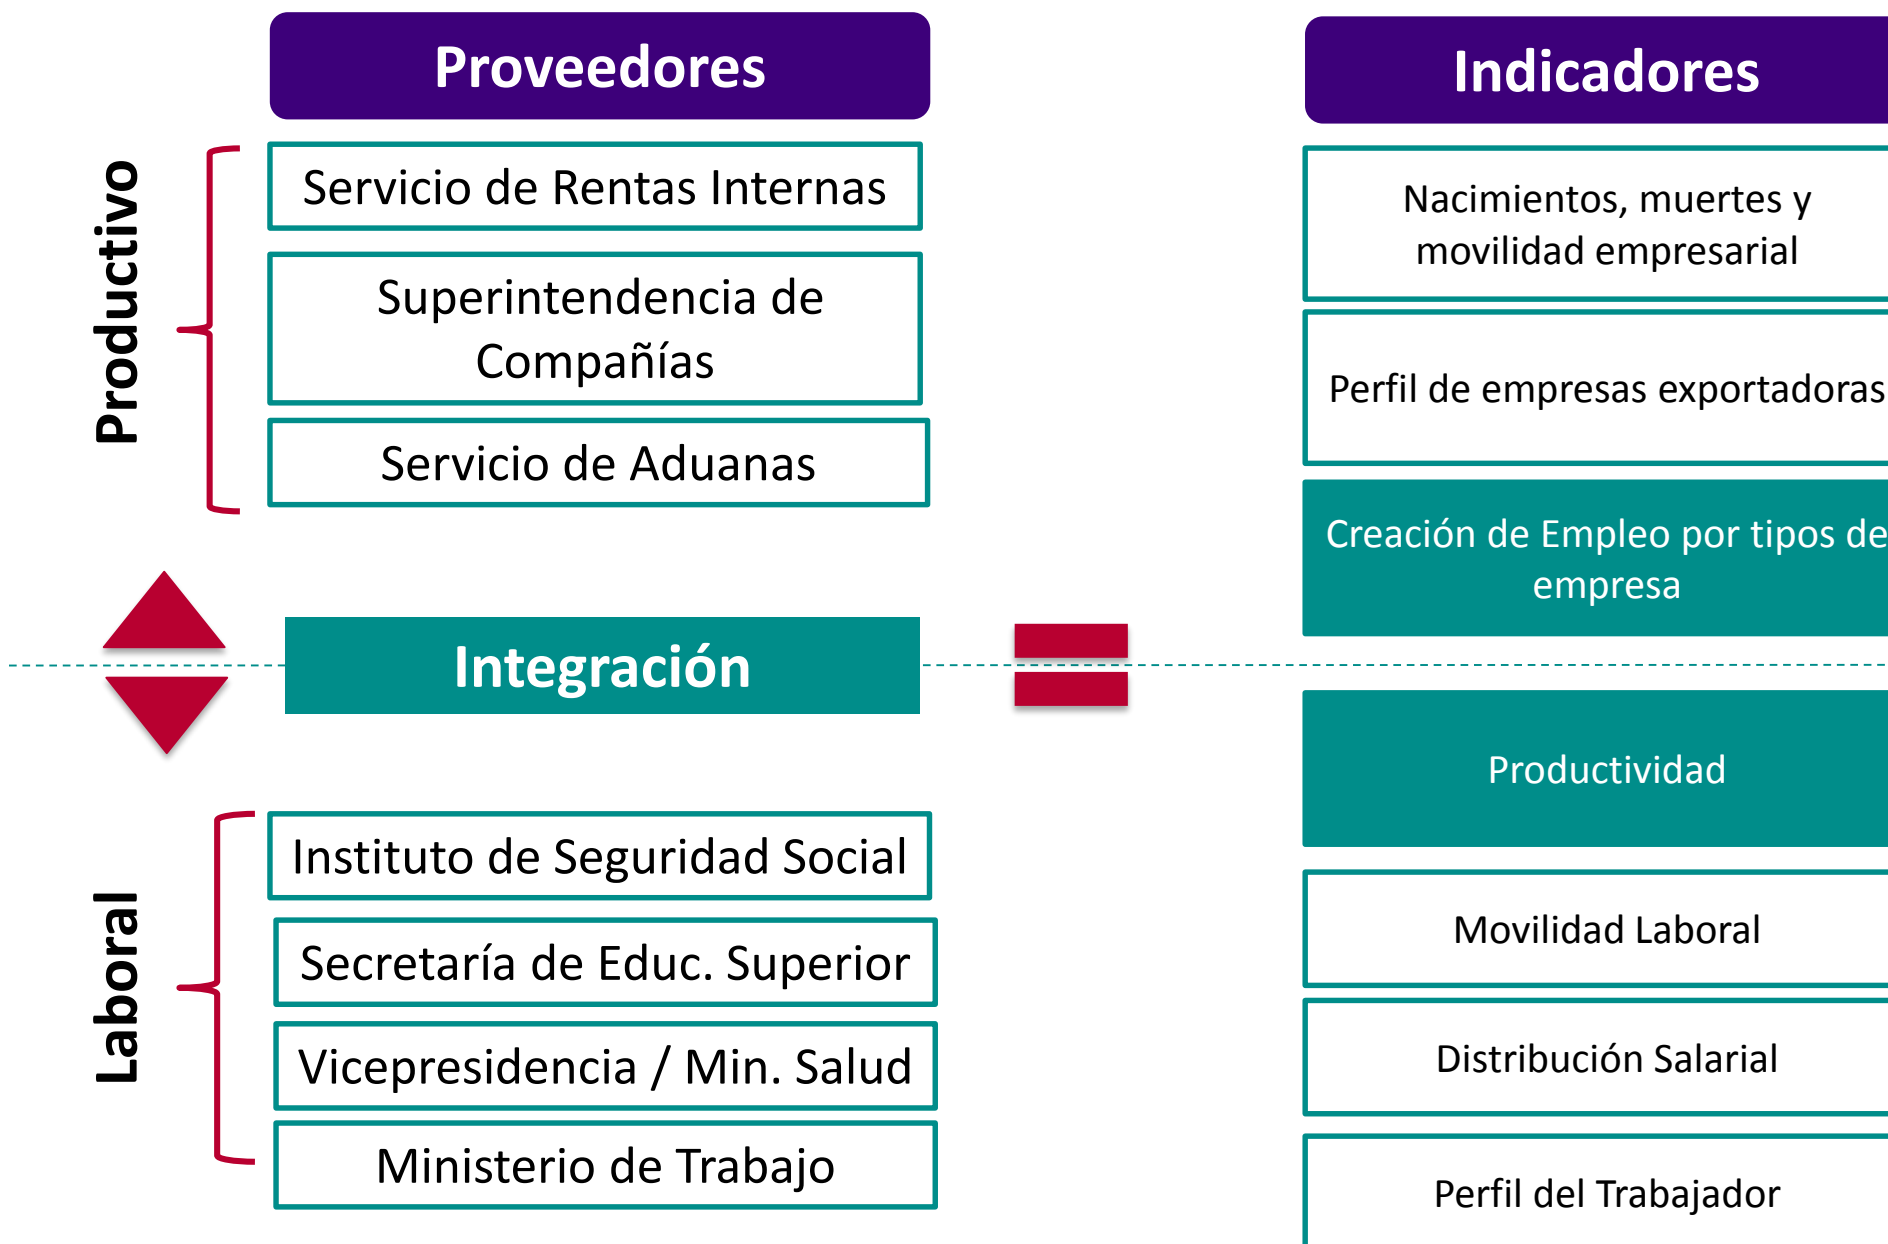 Proveedores
Productivo
Servicio de Rentas Internas
Superintendencia de
Compañías
Servicio de Aduanas
Integración
Laboral
Instituto de Seguridad Social
Secretaría de Educ. Superior
Vicepresidencia / Min. Salud
Ministerio de Trabajo
Indicadores
Nacimientos, muertes y
movilidad empresarial
Perfil de empresas exportadoras
Creación de Empleo por tipos de
empresa
Productividad
Movilidad Laboral
Distribución Salarial
Perfil del Trabajador